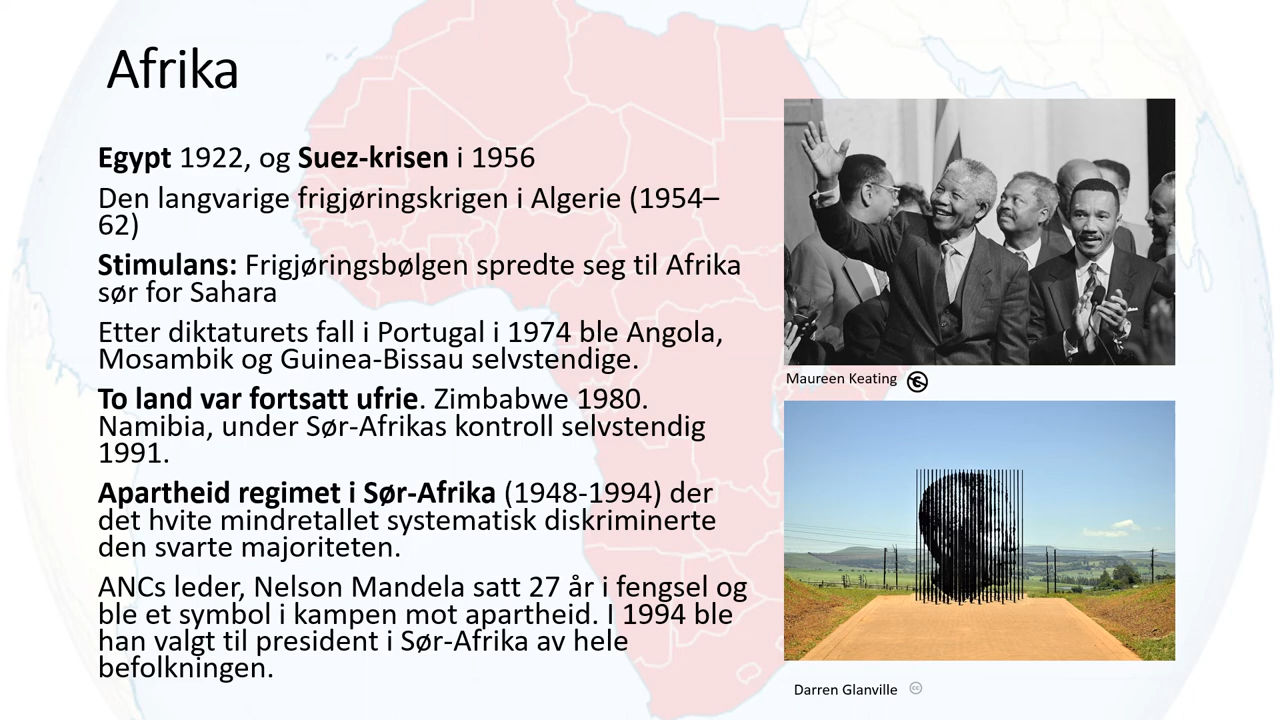 Afrika
Egypt 1922, og Suez-krisen i 1956
Den langvarige frigjøringskrigen i Algerie (1954–
62)
Stimulans: Frigjøringsbølgen spredte seg til Afrika
sør for Sahara
Etter diktaturets fall i Portugal i 1974 ble Angola,
Mosambik og Guinea-Bissau selvstendige.
To land var fortsatt ufrie. Zimbabwe 1980.
Namibia, under Sør-Afrikas kontroll selvstendig
1991.
Apartheid regimet i Sør-Afrika (1948-1994) der
det hvite mindretallet systematisk diskriminerte
den svarte majoriteten.
ANCs leder, Nelson Mandela satt 27 år i fengsel og
ble et symbol i kampen mot apartheid. I 1994 ble
han valgt til president i Sør-Afrika av hele
befolkningen.
Maureen Keating
Darren Glanville cc